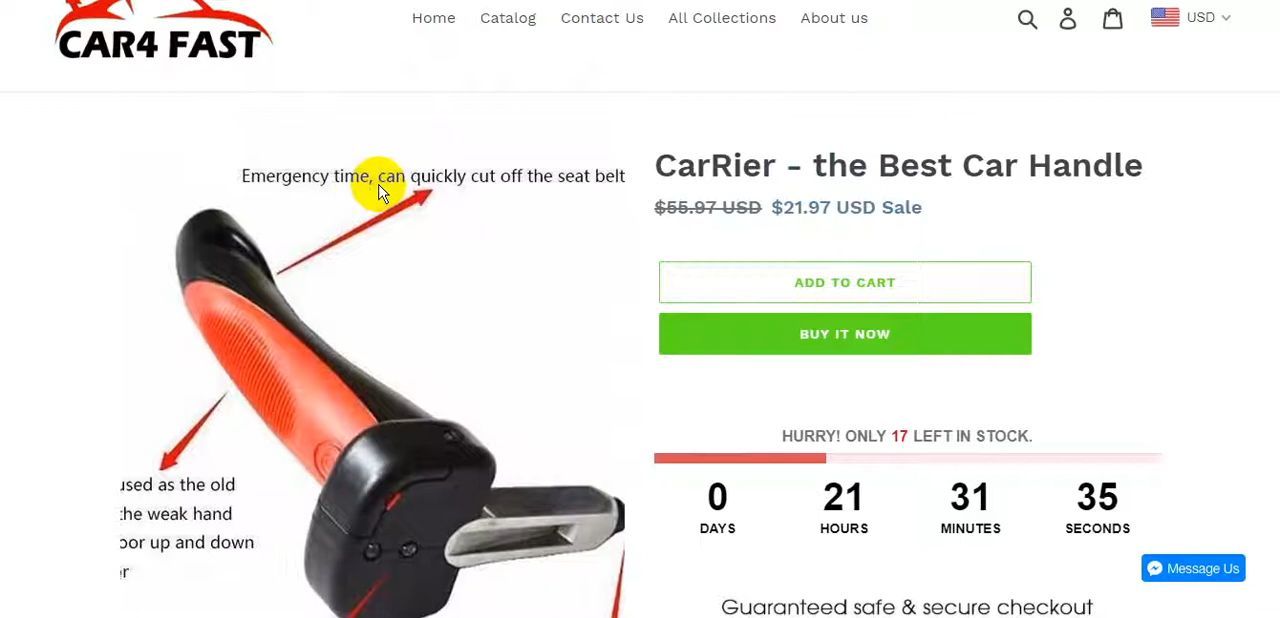 CAR4 FAST
Home Catalog Contact Us All Collections About us
USD
Emergency time, can quickly cut off the seat belt
used as the old
the weak hand
oor up and down
er
CarRier - the Best Car Handle
$55.97 USD $21.97 USD Sale
ADD TO CART
BUY IT NOW
HURRY! ONLY 17 LEFT IN STOCK.
0 21 31 35
DAYS HOURS MINUTES SECONDS
Message Us
Guaranteed safe & secure checkout